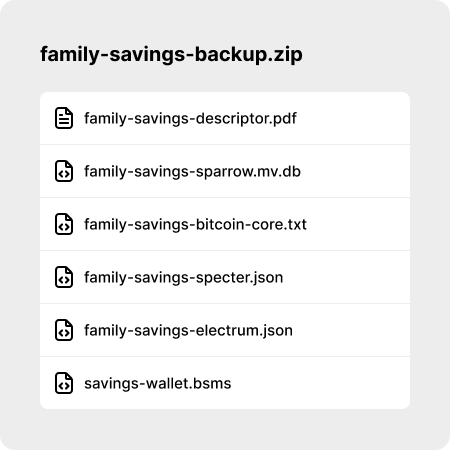 family-savings-backup.zip
family-savings-descriptor.pdf
family-savings-sparrow.mv.db
family-savings-bitcoin-core.txt
family-savings-specter.json
family-savings-electrum.json
savings-wallet.bsms